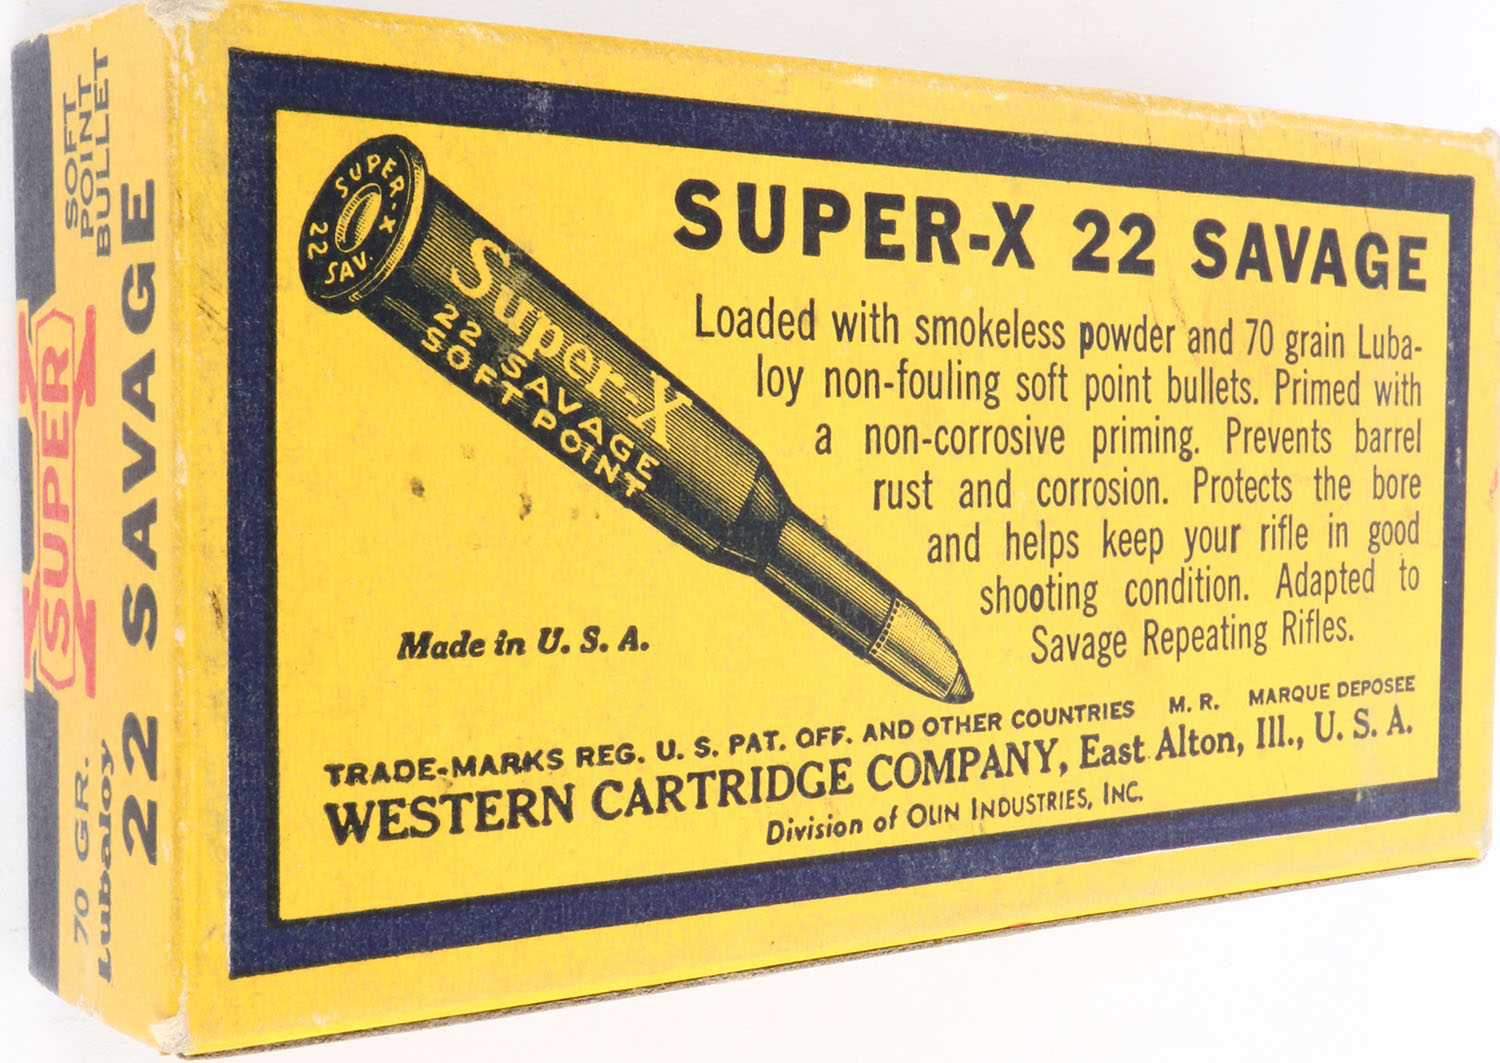 SOFT
POINT
BULLET
SUPER
X
22 SAVAGE
70 GR.
Lubaloy
SUPER-X
22
SAV.
Super-X
22 SAVAGE
SOFT POINT
SUPER-X 22 SAVAGE
Loaded with smokeless powder and 70 grain Luba-
loy non-fouling soft point bullets. Primed with
a non-corrosive priming. Prevents barrel
rust and corrosion. Protects the bore
and helps keep your rifle in good
shooting condition. Adapted to
Savage Repeating Rifles.
Made in U. S. A.
TRADE-MARKS REG. U. S. PAT. OFF. AND OTHER COUNTRIES M. R. MARQUE DEPOSEE
WESTERN CARTRIDGE COMPANY, East Alton, Ill., U. S. A.
Division of OLIN INDUSTRIES, INC.